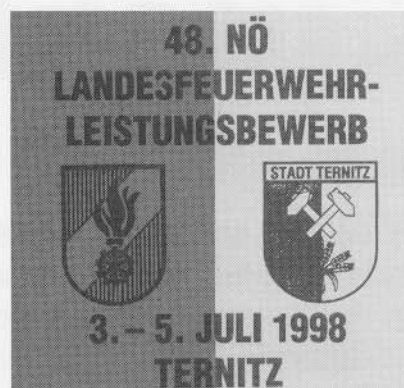 48. NÖ
LANDESFEUERWEHR-
LEISTUNGSBEWERB
STADT TERNITZ
3. – 5. JULI 1998
TERNITZ